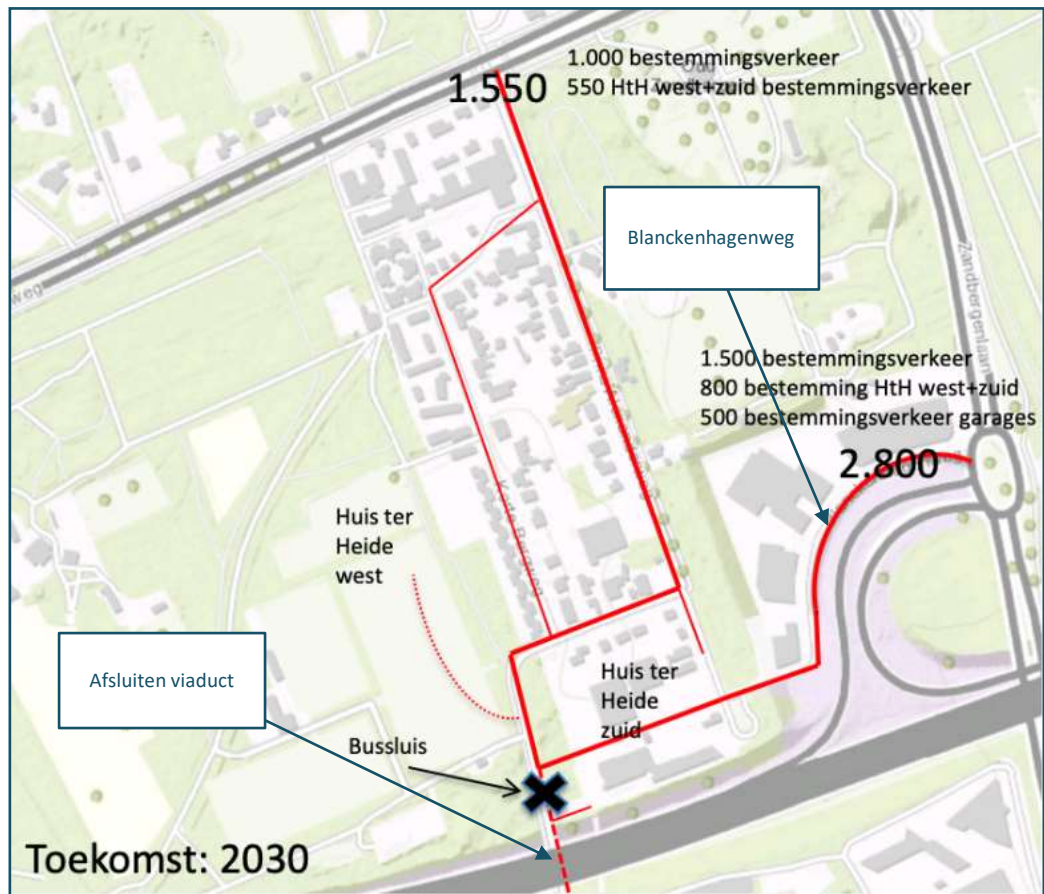 1.000 bestemmingsverkeer
1.550
550 HtH west+zuid bestemmingsverkeer
Blanckenhagenweg
weg
Zandbergenlaan
1.500 bestemmingsverkeer
800 bestemming HtH west+zuid
500 bestemmingsverkeer garages
2.800
Huis ter
Heide
west
Korte Bergweg
Afsluiten viaduct
Huis ter
Heide
zuid
Bussluis
Toekomst: 2030